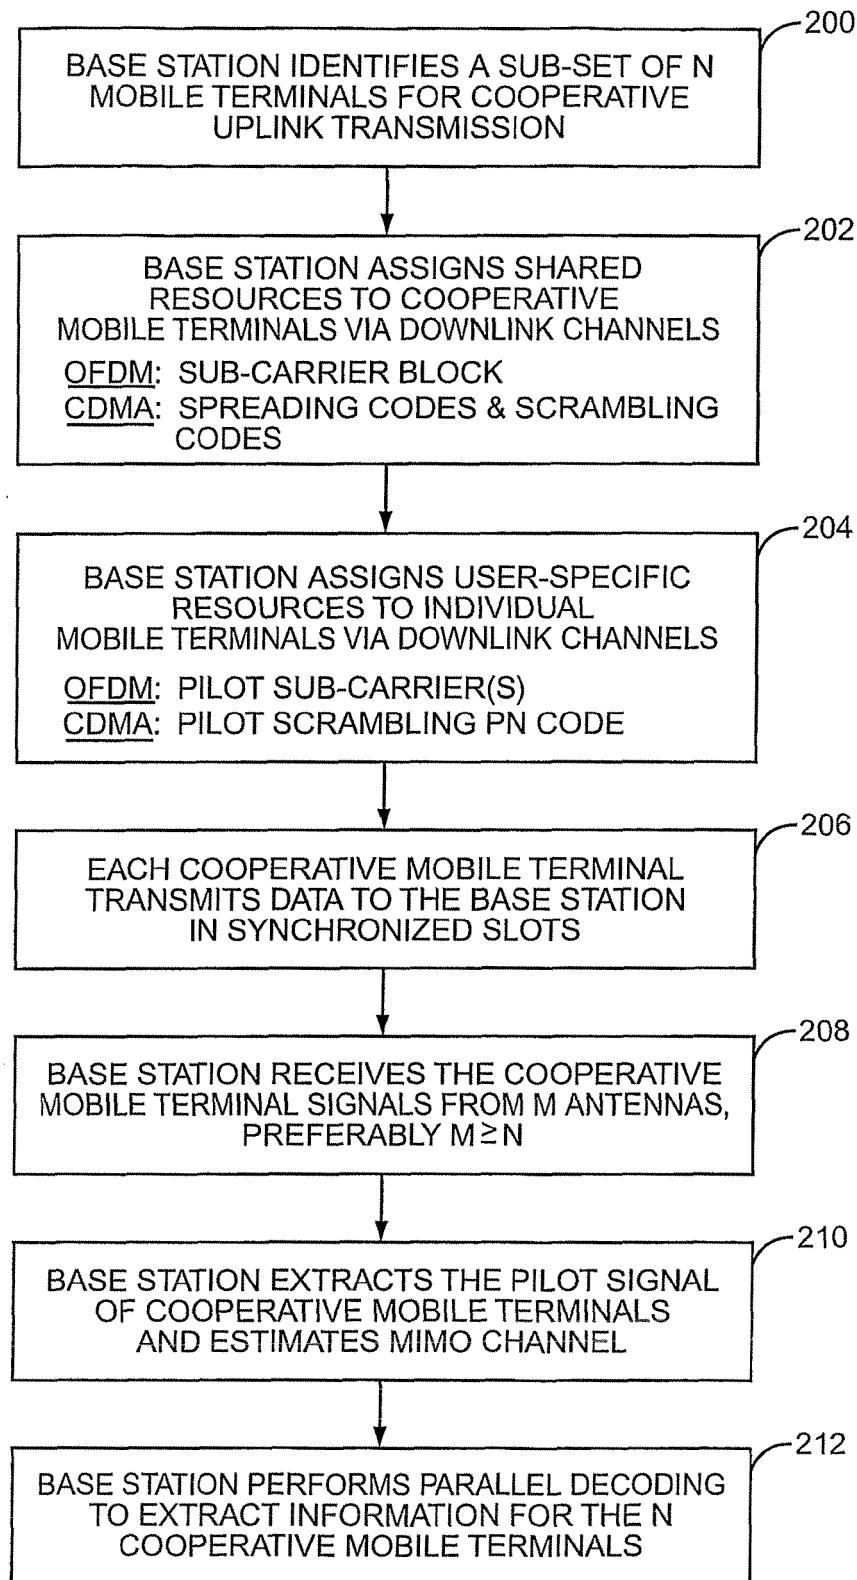 200
BASE STATION IDENTIFIES A SUB-SET OF N
MOBILE TERMINALS FOR COOPERATIVE
UPLINK TRANSMISSION
202
BASE STATION ASSIGNS SHARED
RESOURCES TO COOPERATIVE
MOBILE TERMINALS VIA DOWNLINK CHANNELS
OFDM: SUB-CARRIER BLOCK
CDMA: SPREADING CODES & SCRAMBLING
CODES
204
BASE STATION ASSIGNS USER-SPECIFIC
RESOURCES TO INDIVIDUAL
MOBILE TERMINALS VIA DOWNLINK CHANNELS
OFDM: PILOT SUB-CARRIER(S)
CDMA: PILOT SCRAMBLING PN CODE
206
EACH COOPERATIVE MOBILE TERMINAL
TRANSMITS DATA TO THE BASE STATION
IN SYNCHRONIZED SLOTS
208
BASE STATION RECEIVES THE COOPERATIVE
MOBILE TERMINAL SIGNALS FROM M ANTENNAS,
PREFERABLY M ≥ N
210
BASE STATION EXTRACTS THE PILOT SIGNAL
OF COOPERATIVE MOBILE TERMINALS
AND ESTIMATES MIMO CHANNEL
212
BASE STATION PERFORMS PARALLEL DECODING
TO EXTRACT INFORMATION FOR THE N
COOPERATIVE MOBILE TERMINALS